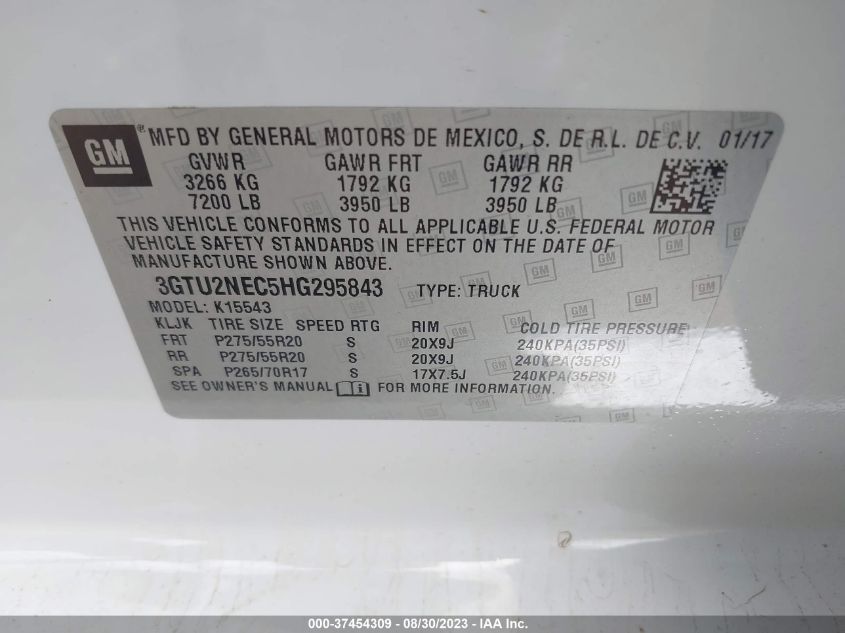 GM® MFD BY GENERAL MOTORS DE MEXICO, S. DE R.L. DE C.V. 01/17
GVWR GAWR FRT GAWR RR
3266 KG 1792 KG 1792 KG
7200 LB 3950 LB 3950 LB
THIS VEHICLE CONFORMS TO ALL APPLICABLE U.S. FEDERAL MOTOR
VEHICLE SAFETY STANDARDS IN EFFECT ON THE DATE OF
MANUFACTURE SHOWN ABOVE.
3GTU2NEC5HG295843 TYPE: TRUCK
MODEL: K15543
KLJK TIRE SIZE SPEED RTG RIM COLD TIRE PRESSURE
FRT P275/55R20 S 20X9J 240KPA(35PSI)
RR P275/55R20 S 20X9J 240KPA(35PSI)
SPA P265/70R17 S 17X7.5J 240KPA(35PSI)
SEE OWNER'S MANUAL FOR MORE INFORMATION.
000-37454309 - 08/30/2023 - IAA Inc.